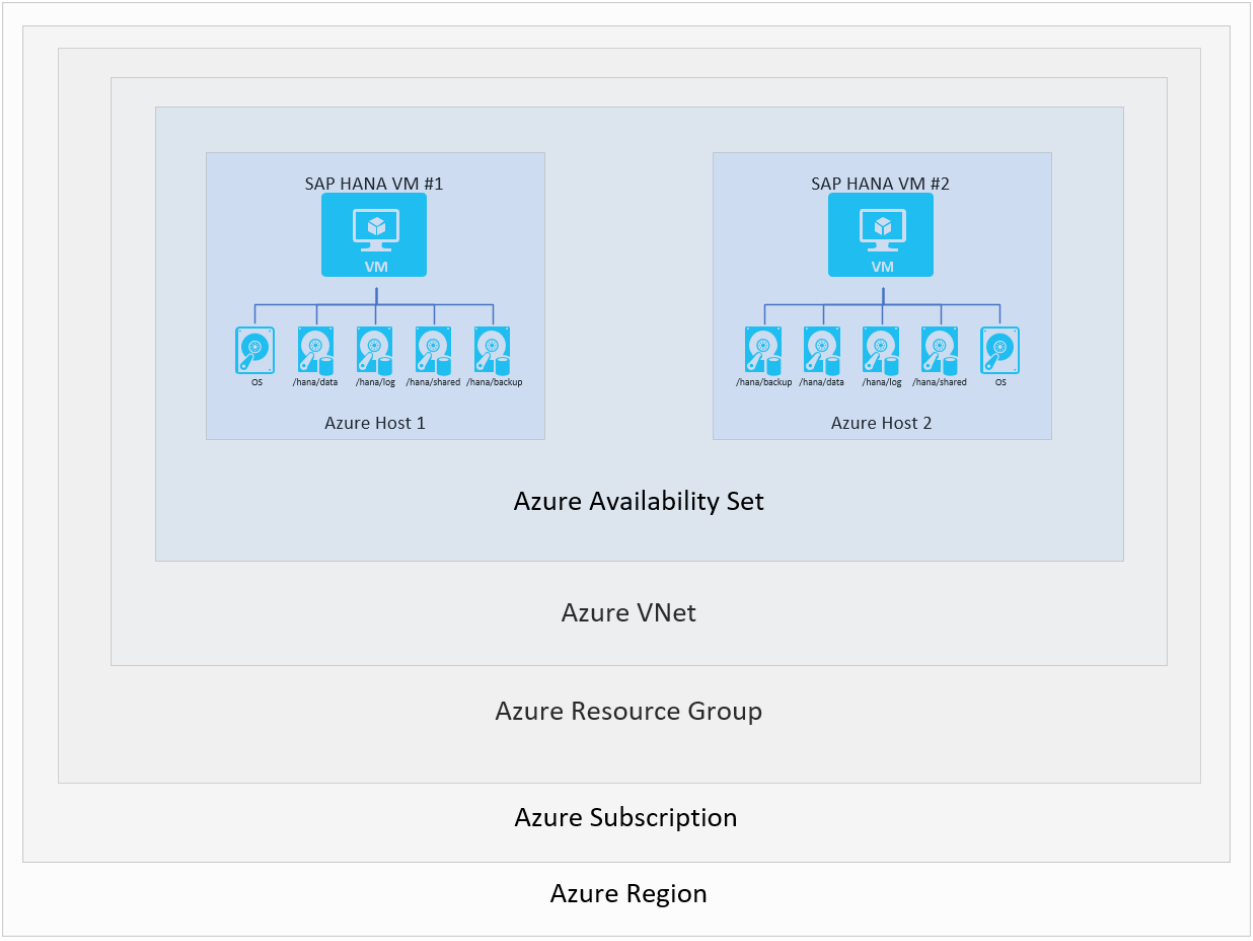 SAP HANA VM #1
SAP HANA VM #2
VM
VM
OS
/hana/data
/hana/log
/hana/shared
/hana/backup
/hana/backup
/hana/data
/hana/log
/hana/shared
OS
Azure Host 1
Azure Host 2
Azure Availability Set
Azure VNet
Azure Resource Group
Azure Subscription
Azure Region